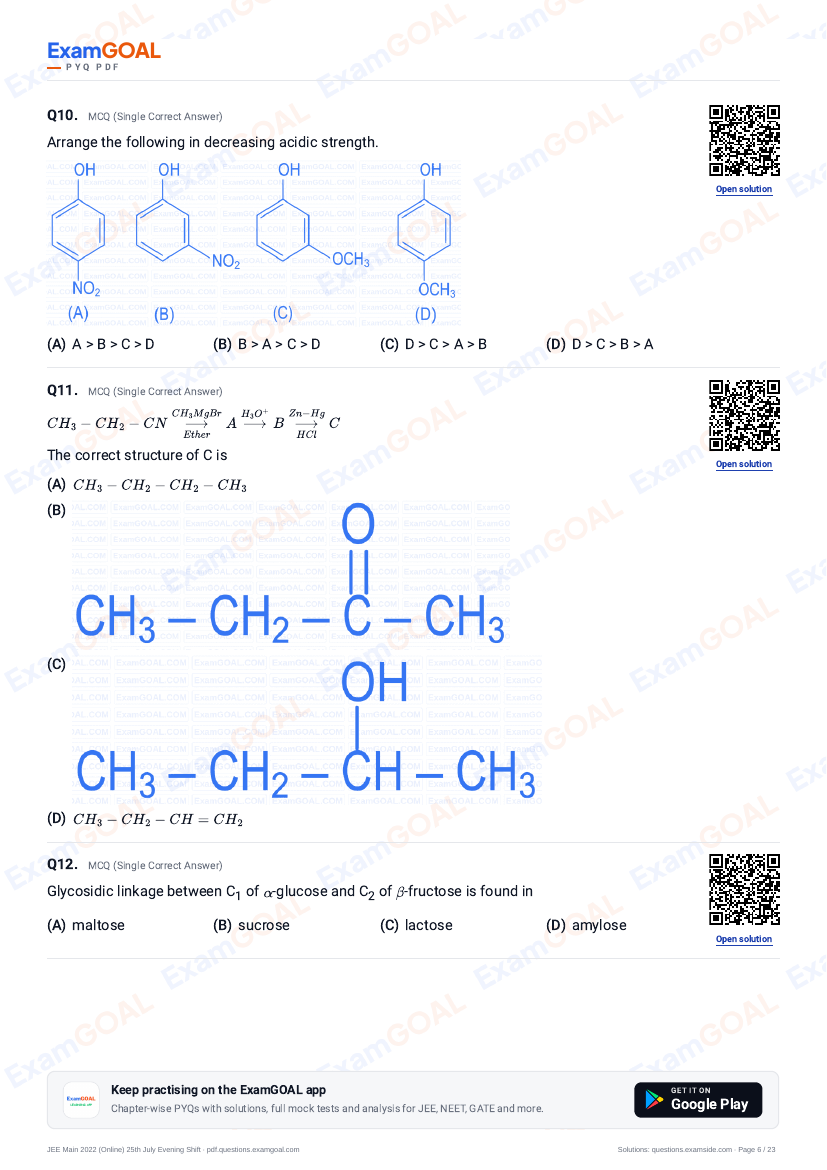 ExamGOAL
PYQ PDF
Q10. MCQ (Single Correct Answer)
Arrange the following in decreasing acidic strength.
Open solution
OH OH OH OH
NO2 OCH3
NO2 OCH3
(A) (B) (C) (D)
(A) A > B > C > D (B) B > A > C > D (C) D > C > A > B (D) D > C > B > A
Q11. MCQ (Single Correct Answer)
CH3 − CH2 − CN CH3MgBr ⟶ Ether A H3O+ ⟶ B Zn−Hg ⟶ HCl C
The correct structure of C is
Open solution
(A) CH3 − CH2 − CH2 − CH3
(B)
O
CH3 – CH2 – C – CH3
(C)
OH
CH3 – CH2 – CH – CH3
(D) CH3 − CH2 − CH = CH2
Q12. MCQ (Single Correct Answer)
Glycosidic linkage between C1 of α-glucose and C2 of β-fructose is found in
(A) maltose (B) sucrose (C) lactose (D) amylose
Open solution
Keep practising on the ExamGOAL app
Chapter-wise PYQs with solutions, full mock tests and analysis for JEE, NEET, GATE and more.
GET IT ON
Google Play
JEE Main 2022 (Online) 25th July Evening Shift · pdf.questions.examgoal.com Solutions: questions.examside.com · Page 6 / 23